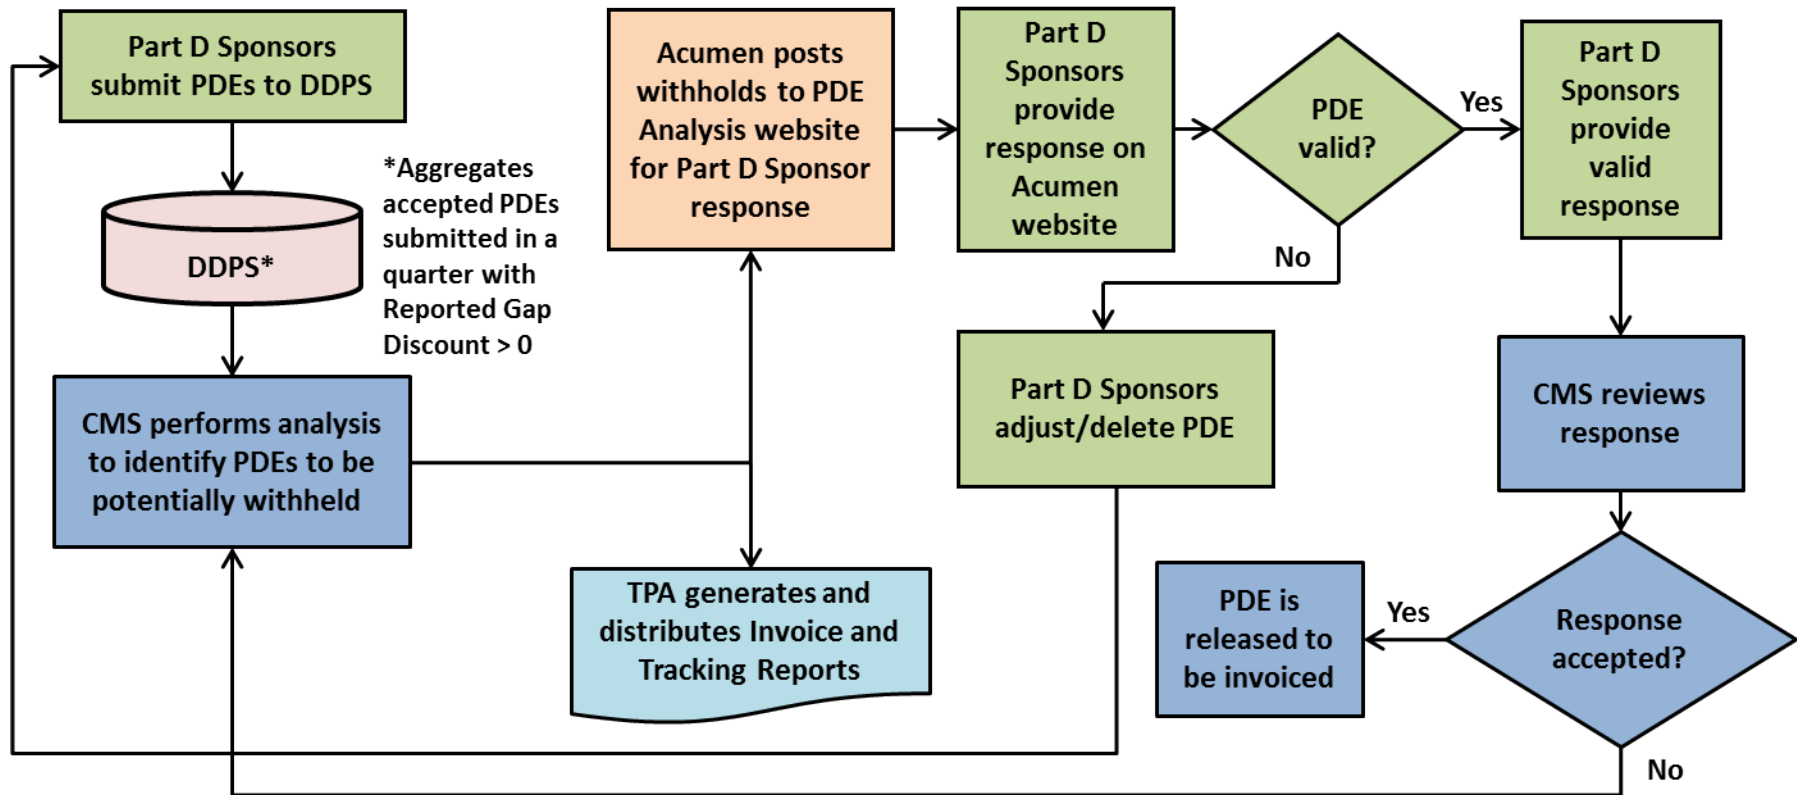 Part D Sponsors
submit PDEs to DDPS
DDPS*
*Aggregates
accepted PDEs
submitted in a
quarter with
Reported Gap
Discount > 0
CMS performs analysis
to identify PDEs to be
potentially withheld
Acumen posts
withholds to PDE
Analysis website
for Part D Sponsor
response
TPA generates and
distributes Invoice and
Tracking Reports
Part D
Sponsors
provide
response on
Acumen
website
PDE
valid?
Yes
No
Part D Sponsors
adjust/delete PDE
Part D
Sponsors
provide
valid
response
CMS reviews
response
Response
accepted?
Yes
PDE is
released to
be invoiced
No